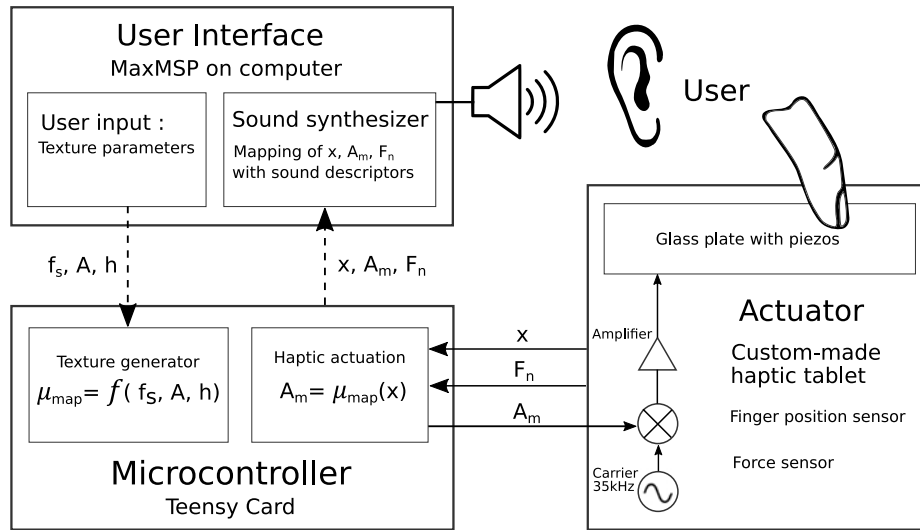 User Interface
MaxMSP on computer
User input :
Texture parameters
Sound synthesizer
Mapping of x, Aₘ, Fₙ
with sound descriptors
User
fₛ, A, h
x, Aₘ, Fₙ
Glass plate with piezos
Amplifier
Actuator
Custom-made
haptic tablet
Finger position sensor
Force sensor
Carrier
35kHz
x
Fₙ
Aₘ
Texture generator
μmap= f( fS, A, h)
Haptic actuation
Aₘ= μmap(x)
Microcontroller
Teensy Card